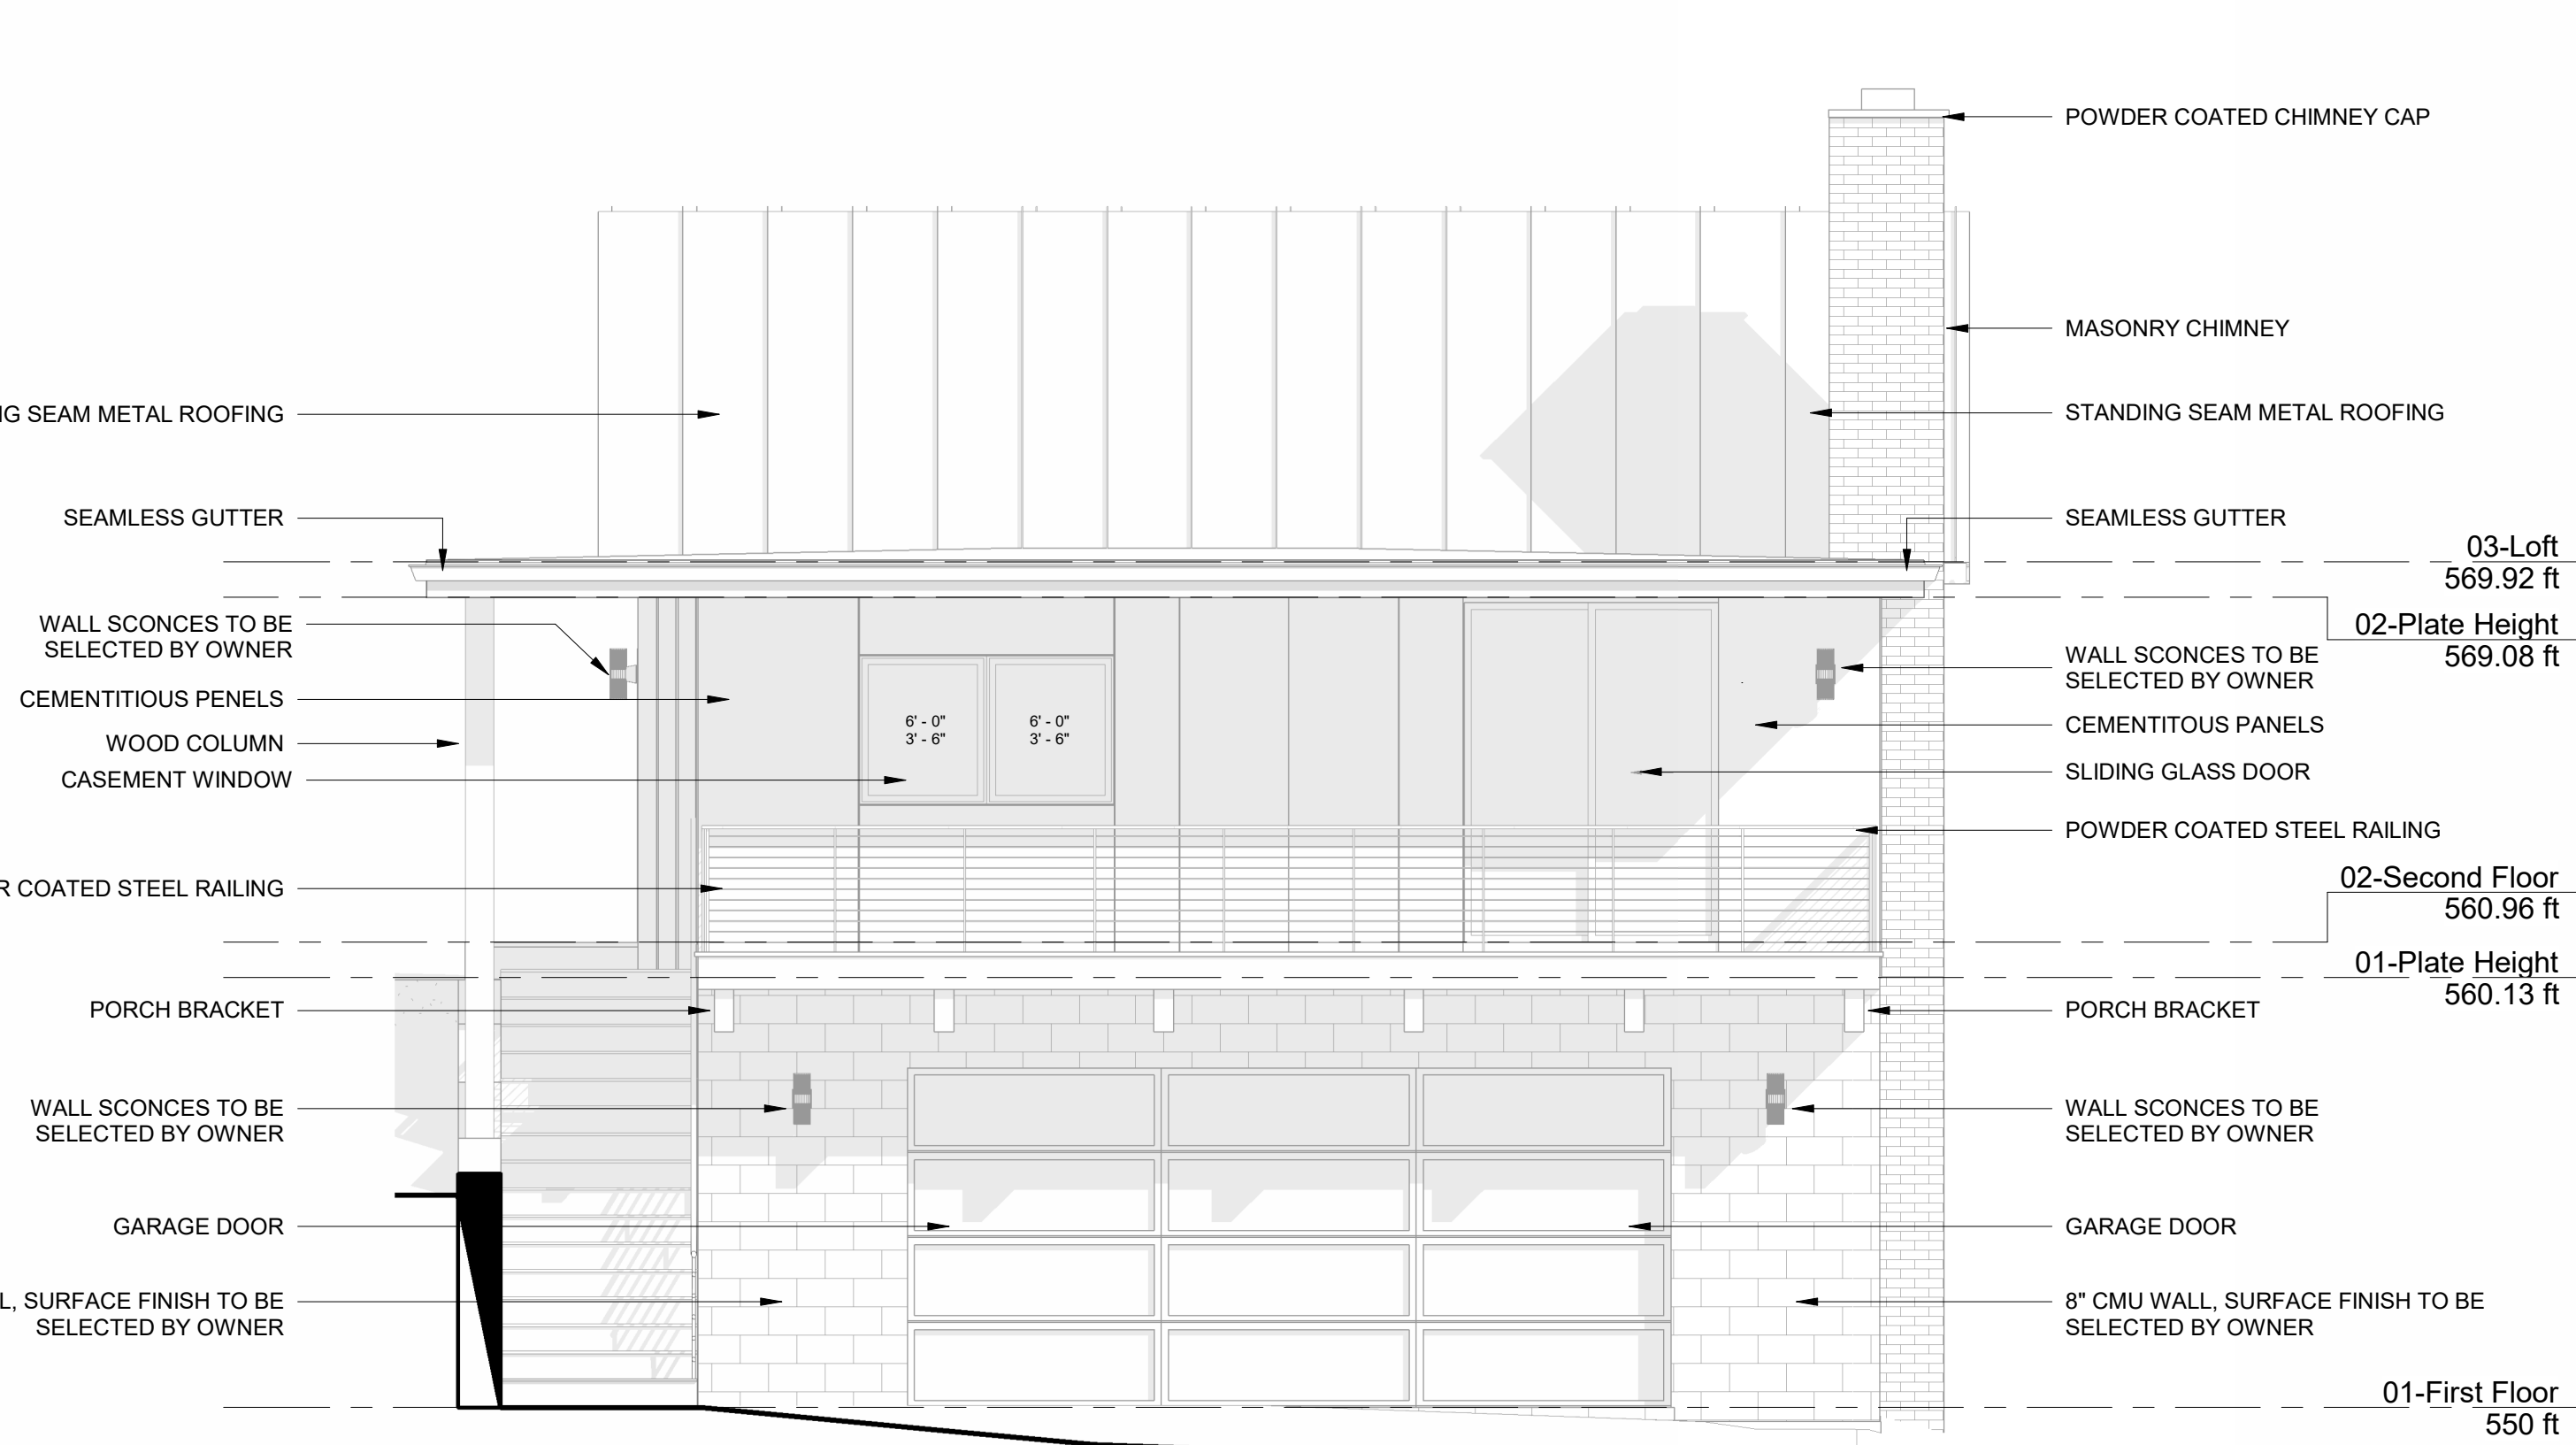 POWDER COATED CHIMNEY CAP
MASONRY CHIMNEY
NG SEAM METAL ROOFING
STANDING SEAM METAL ROOFING
SEAMLESS GUTTER
SEAMLESS GUTTER
03-Loft
569.92 ft
WALL SCONCES TO BE
SELECTED BY OWNER
02-Plate Height
569.08 ft
WALL SCONCES TO BE
SELECTED BY OWNER
CEMENTITIOUS PENELS
6' - 0"
3' - 6"
6' - 0"
3' - 6"
CEMENTITOUS PANELS
WOOD COLUMN
CASEMENT WINDOW
SLIDING GLASS DOOR
POWDER COATED STEEL RAILING
R COATED STEEL RAILING
02-Second Floor
560.96 ft
01-Plate Height
560.13 ft
PORCH BRACKET
PORCH BRACKET
WALL SCONCES TO BE
SELECTED BY OWNER
WALL SCONCES TO BE
SELECTED BY OWNER
GARAGE DOOR
GARAGE DOOR
L, SURFACE FINISH TO BE
SELECTED BY OWNER
8" CMU WALL, SURFACE FINISH TO BE
SELECTED BY OWNER
01-First Floor
550 ft